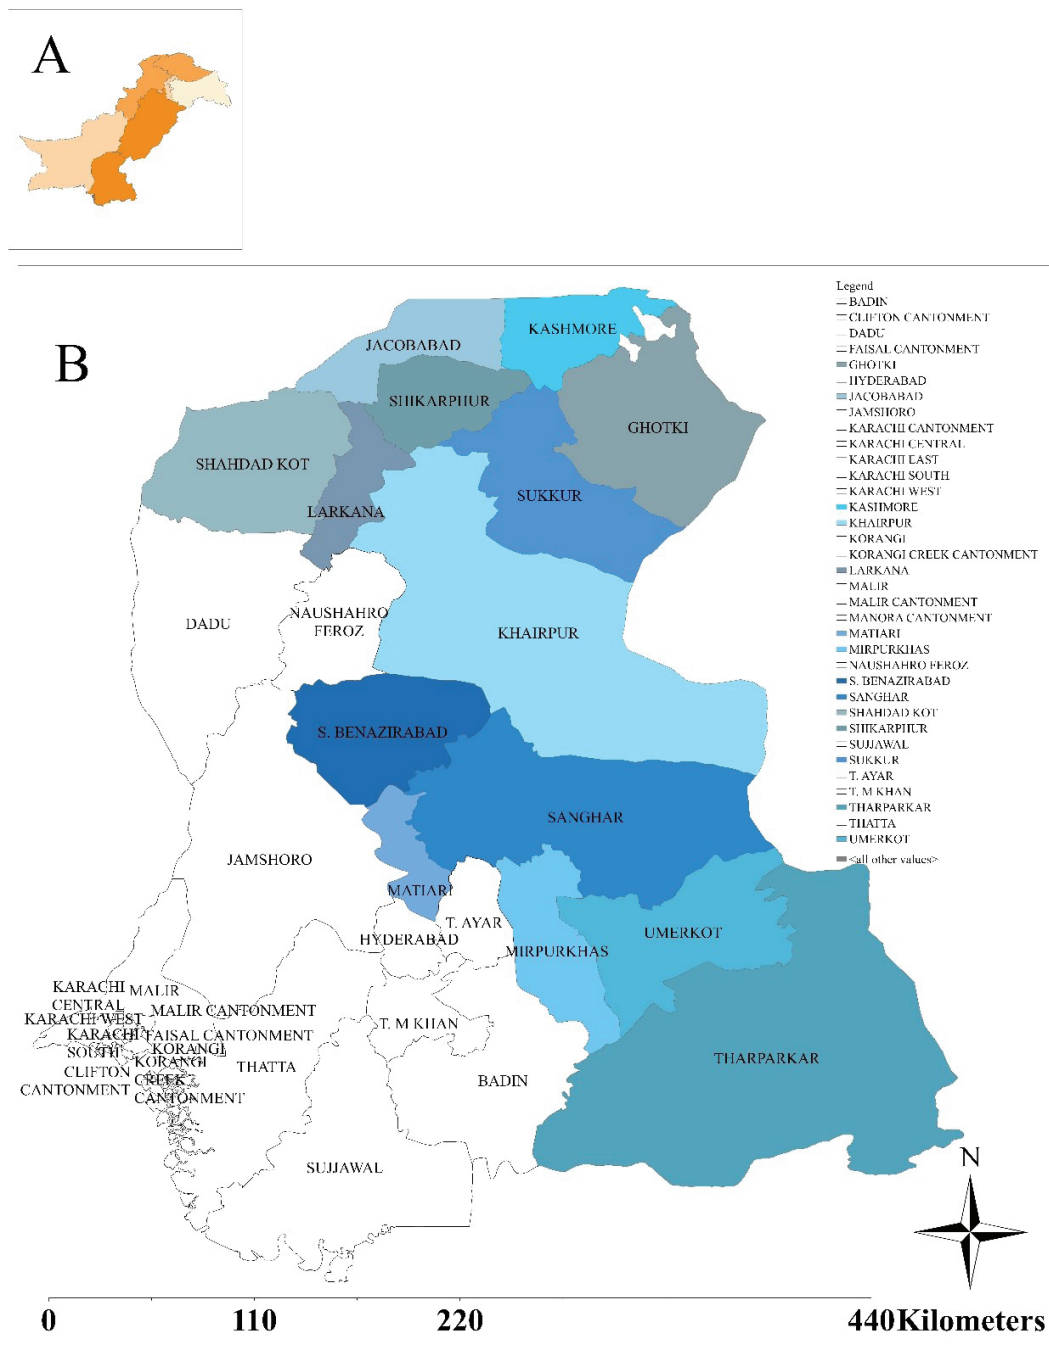 A
B
KASHMORE
JACOBABAD
SHIKARPHUR
GHOTKI
SHAHDAD KOT
SUKKUR
LARKANA
NAUSHAHRO
FEROZ
DADU
KHAIRPUR
S. BENAZIRABAD
SANGHAR
JAMSHORO
MATIARI
T. AYAR
HYDERABAD
MIRPURKHAS
UMERKOT
KARACHI
CENTRAL
MALIR
KARACHI WEST
MALIR CANTONMENT
KARACHI
FAISAL CANTONMENT
SOUTH
KORANGI
CLIFTON
CANTONMENT
KORANGI
CREEK
CANTONMENT
THATTA
T. M KHAN
BADIN
THARPARKAR
SUJJAWAL
Legend
BADIN
CLIFTON CANTONMENT
DADU
FAISAL CANTONMENT
GHOTKI
HYDERABAD
JACOBABAD
JAMSHORO
KARACHI CANTONMENT
KARACHI CENTRAL
KARACHI EAST
KARACHI SOUTH
KARACHI WEST
KASHMORE
KHAIRPUR
KORANGI
KORANGI CREEK CANTONMENT
LARKANA
MALIR
MALIR CANTONMENT
MANORA CANTONMENT
MATIARI
MIRPURKHAS
NAUSHAHRO FEROZ
S. BENAZIRABAD
SANGHAR
SHAHDAD KOT
SHIKARPHUR
SUJJAWAL
SUKKUR
T. AYAR
T. M KHAN
THARPARKAR
THATTA
UMERKOT
<all other values>
N
0 110 220 440 Kilometers